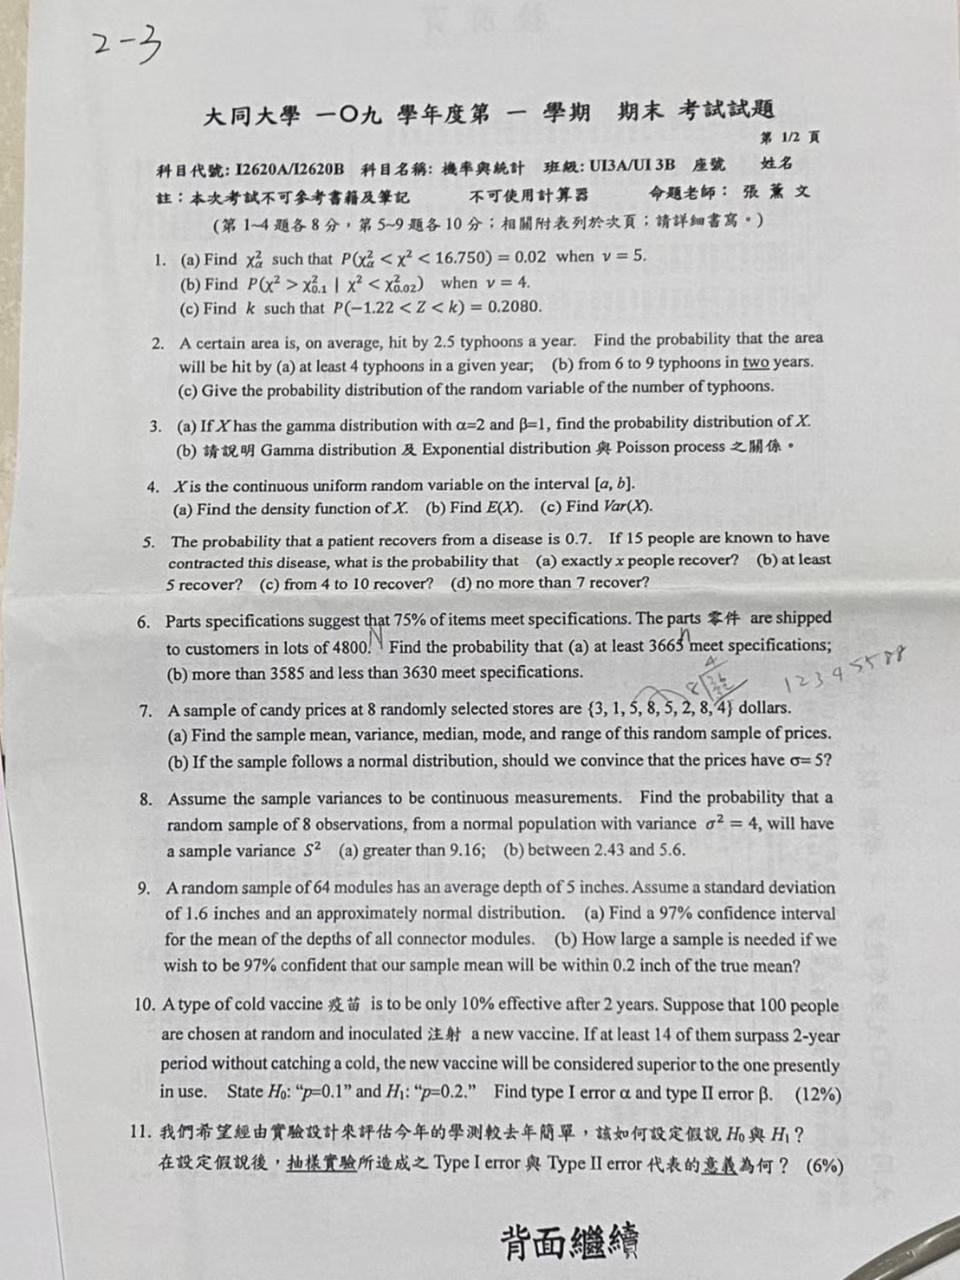 2-3
大同大學 一〇九 學年度第 一 學期 期末 考試試題
第 1/2 頁
科目代號: I2620A/I2620B 科目名稱: 機率與統計 班級: UI3A/UI 3B 座號 姓名
註：本次考試不可參考書籍及筆記 不可使用計算器 命題老師： 張 薰 文
(第 1~4 題各 8 分，第 5~9 題各 10 分；相關附表列於次頁；請詳細書寫。)
1. (a) Find χ²α such that P(χ²α < χ² < 16.750) = 0.02 when ν = 5.
(b) Find P(χ² > χ²0.1 | χ² < χ²0.02) when ν = 4.
(c) Find k such that P(−1.22 < Z < k) = 0.2080.
2. A certain area is, on average, hit by 2.5 typhoons a year. Find the probability that the area
will be hit by (a) at least 4 typhoons in a given year; (b) from 6 to 9 typhoons in two years.
(c) Give the probability distribution of the random variable of the number of typhoons.
3. (a) If X has the gamma distribution with α=2 and β=1, find the probability distribution of X.
(b) 請說明 Gamma distribution 及 Exponential distribution 與 Poisson process 之關係。
4. X is the continuous uniform random variable on the interval [a, b].
(a) Find the density function of X. (b) Find E(X). (c) Find Var(X).
5. The probability that a patient recovers from a disease is 0.7. If 15 people are known to have
contracted this disease, what is the probability that (a) exactly x people recover? (b) at least
5 recover? (c) from 4 to 10 recover? (d) no more than 7 recover?
6. Parts specifications suggest that 75% of items meet specifications. The parts 零件 are shipped
to customers in lots of 4800. N Find the probability that (a) at least 3665 n meet specifications;
(b) more than 3585 and less than 3630 meet specifications.
12345588
7. A sample of candy prices at 8 randomly selected stores are {3, 1, 5, 8, 5, 2, 8, 4} dollars.
(a) Find the sample mean, variance, median, mode, and range of this random sample of prices.
(b) If the sample follows a normal distribution, should we convince that the prices have σ= 5?
8. Assume the sample variances to be continuous measurements. Find the probability that a
random sample of 8 observations, from a normal population with variance σ² = 4, will have
a sample variance S² (a) greater than 9.16; (b) between 2.43 and 5.6.
9. A random sample of 64 modules has an average depth of 5 inches. Assume a standard deviation
of 1.6 inches and an approximately normal distribution. (a) Find a 97% confidence interval
for the mean of the depths of all connector modules. (b) How large a sample is needed if we
wish to be 97% confident that our sample mean will be within 0.2 inch of the true mean?
10. A type of cold vaccine 疫苗 is to be only 10% effective after 2 years. Suppose that 100 people
are chosen at random and inoculated 注射 a new vaccine. If at least 14 of them surpass 2-year
period without catching a cold, the new vaccine will be considered superior to the one presently
in use. State H₀: “p=0.1” and H₁: “p=0.2.” Find type I error α and type II error β. (12%)
11. 我們希望經由實驗設計來評估今年的學測較去年簡單，該如何設定假說 H₀ 與 H₁？
在設定假說後，抽樣實驗所造成之 Type I error 與 Type II error 代表的意義為何？ (6%)
背面繼續